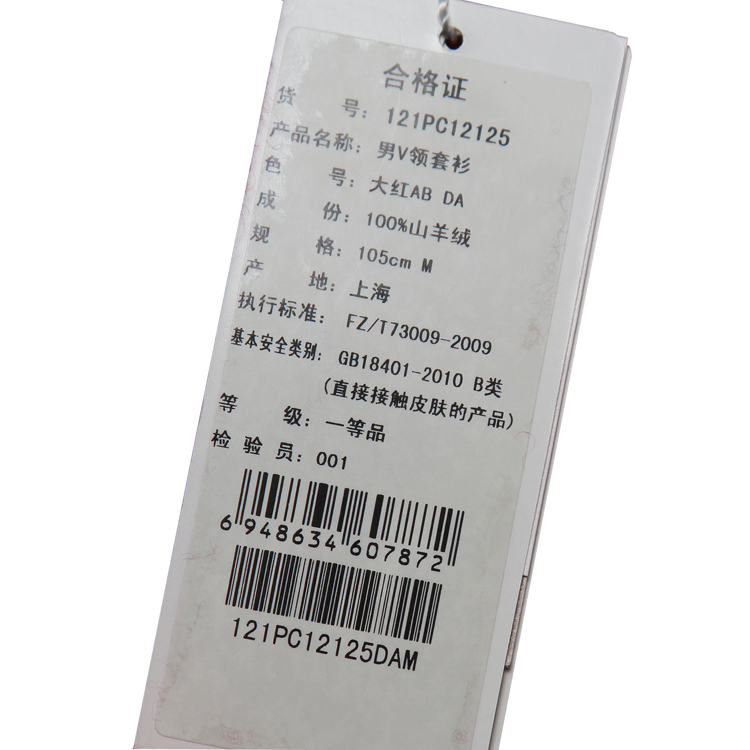 合格证
货 号：121PC12125
产品名称：男V领套衫
色 号：大红AB DA
成 份：100%山羊绒
规 格：105cm M
产 地：上海
执行标准：FZ/T73009-2009
基本安全类别：GB18401-2010 B类
(直接接触皮肤的产品)
等 级：一等品
检 验 员：001
6 948634 607872
121PC12125DAM